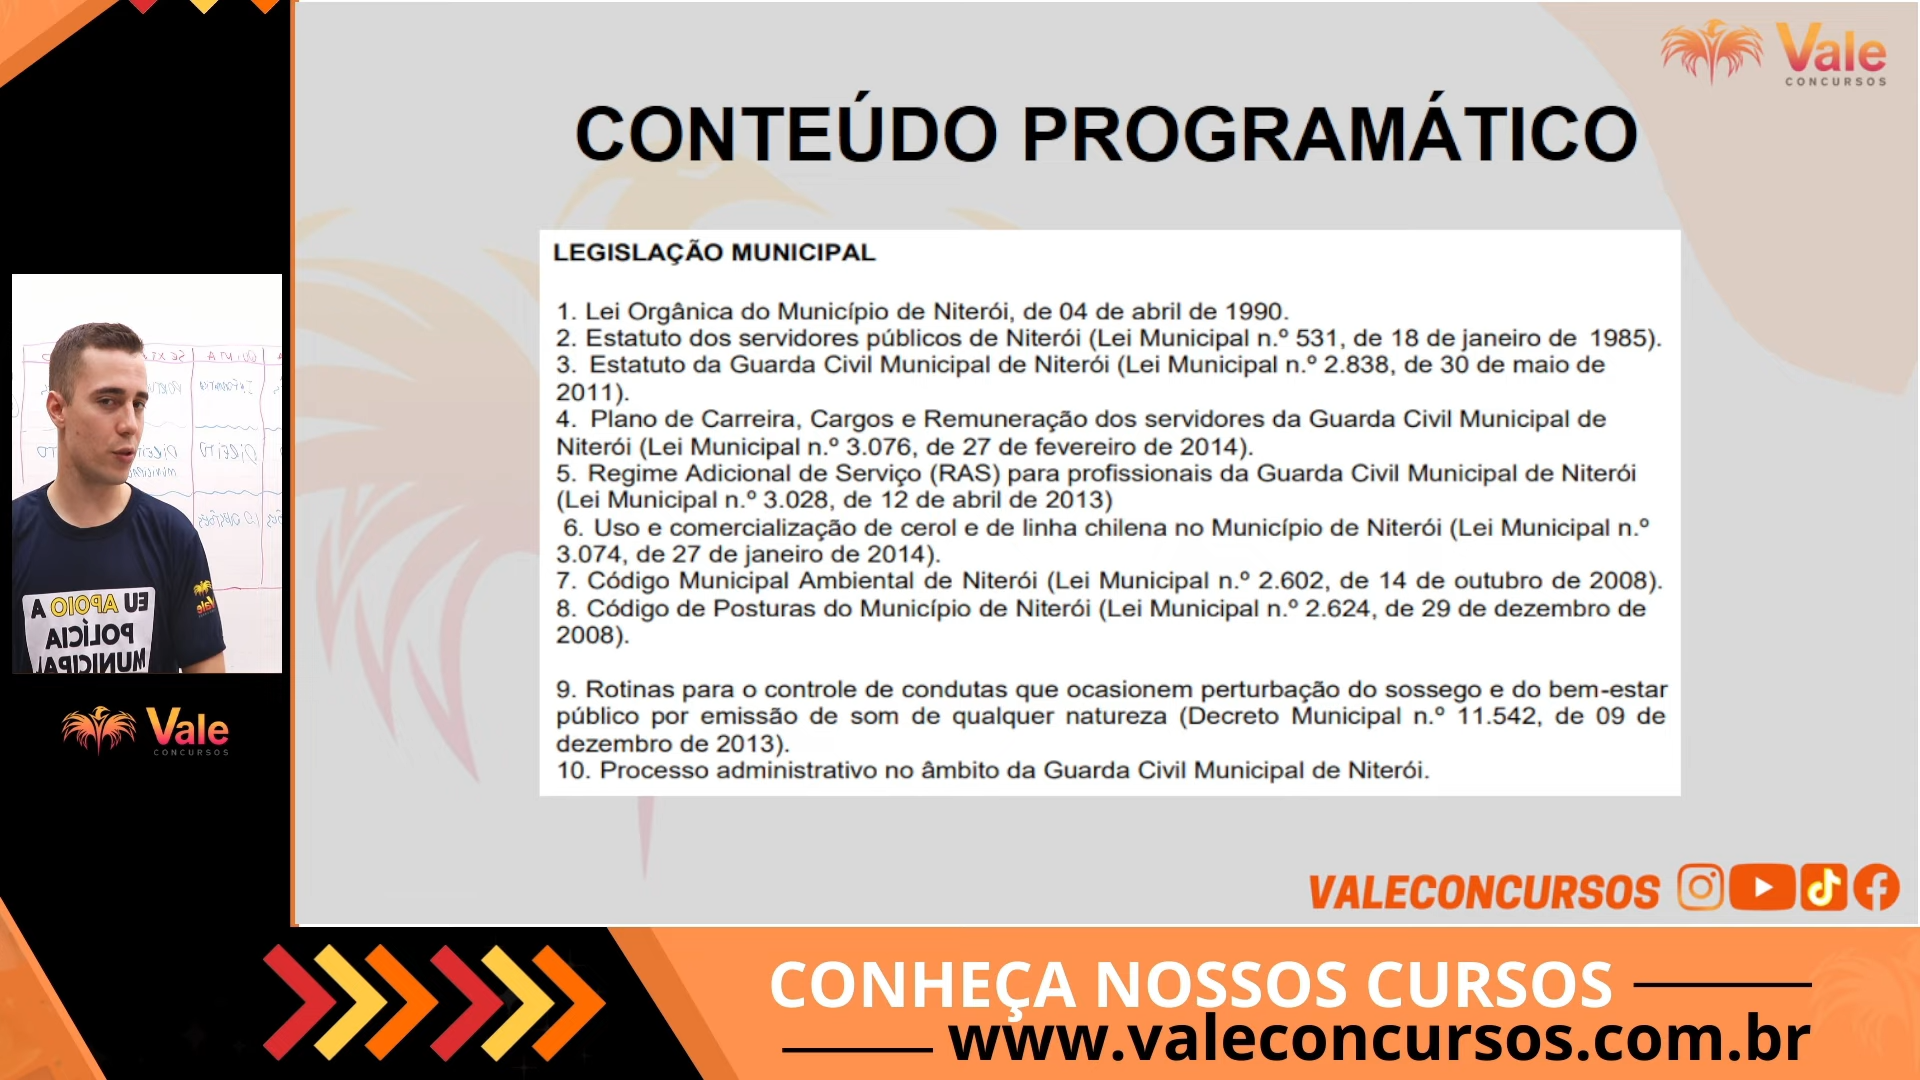 Vale
CONCURSOS
CONTEÚDO PROGRAMÁTICO
LEGISLAÇÃO MUNICIPAL
1. Lei Orgânica do Município de Niterói, de 04 de abril de 1990.
2. Estatuto dos servidores públicos de Niterói (Lei Municipal n.º 531, de 18 de janeiro de 1985).
3. Estatuto da Guarda Civil Municipal de Niterói (Lei Municipal n.º 2.838, de 30 de maio de
2011).
4. Plano de Carreira, Cargos e Remuneração dos servidores da Guarda Civil Municipal de
Niterói (Lei Municipal n.º 3.076, de 27 de fevereiro de 2014).
5. Regime Adicional de Serviço (RAS) para profissionais da Guarda Civil Municipal de Niterói
(Lei Municipal n.º 3.028, de 12 de abril de 2013)
6. Uso e comercialização de cerol e de linha chilena no Município de Niterói (Lei Municipal n.º
3.074, de 27 de janeiro de 2014).
7. Código Municipal Ambiental de Niterói (Lei Municipal n.º 2.602, de 14 de outubro de 2008).
8. Código de Posturas do Município de Niterói (Lei Municipal n.º 2.624, de 29 de dezembro de
2008).
9. Rotinas para o controle de condutas que ocasionem perturbação do sossego e do bem-estar
público por emissão de som de qualquer natureza (Decreto Municipal n.º 11.542, de 09 de
dezembro de 2013).
10. Processo administrativo no âmbito da Guarda Civil Municipal de Niterói.
QUINTA
DIREITO
DIREITO
EU APOIO A
POLÍCIA
MUNICIPAL
Vale
Vale
CONCURSOS
VALECONCURSOS
CONHEÇA NOSSOS CURSOS
www.valeconcursos.com.br